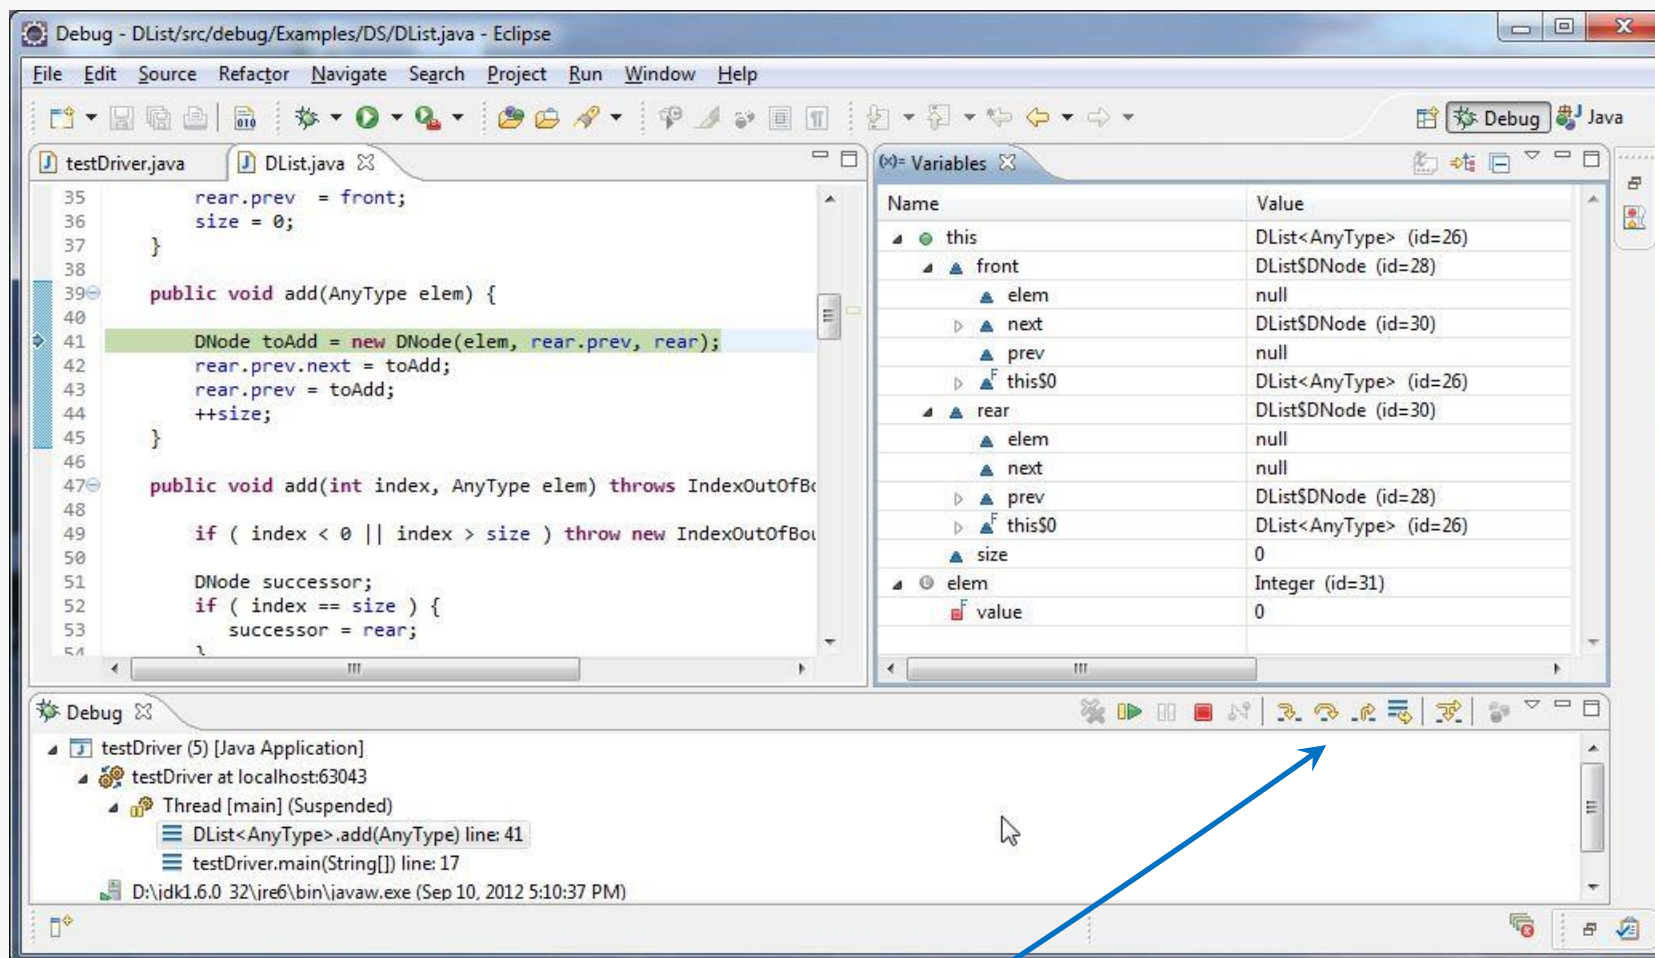 Debug - DList/src/debug/Examples/DS/DList.java - Eclipse
File Edit Source Refactor Navigate Search Project Run Window Help
Debug Java
testDriver.java DList.java
35 rear.prev = front;
36 size = 0;
37 }
38
39 public void add(AnyType elem) {
40
41 DNode toAdd = new DNode(elem, rear.prev, rear);
42 rear.prev.next = toAdd;
43 rear.prev = toAdd;
44 ++size;
45 }
46
47 public void add(int index, AnyType elem) throws IndexOutOfBo
48
49 if ( index < 0 || index > size ) throw new IndexOutOfBou
50
51 DNode successor;
52 if ( index == size ) {
53 successor = rear;
54 }
(x)= Variables
Name Value
this DList<AnyType> (id=26)
front DList$DNode (id=28)
elem null
next DList$DNode (id=30)
prev null
this$0 DList<AnyType> (id=26)
rear DList$DNode (id=30)
elem null
next null
prev DList$DNode (id=28)
this$0 DList<AnyType> (id=26)
size 0
elem Integer (id=31)
value 0
Debug
testDriver (5) [Java Application]
testDriver at localhost:63043
Thread [main] (Suspended)
DList<AnyType>.add(AnyType) line: 41
testDriver.main(String[]) line: 17
D:\jdk1.6.0_32\jre6\bin\javaw.exe (Sep 10, 2012 5:10:37 PM)